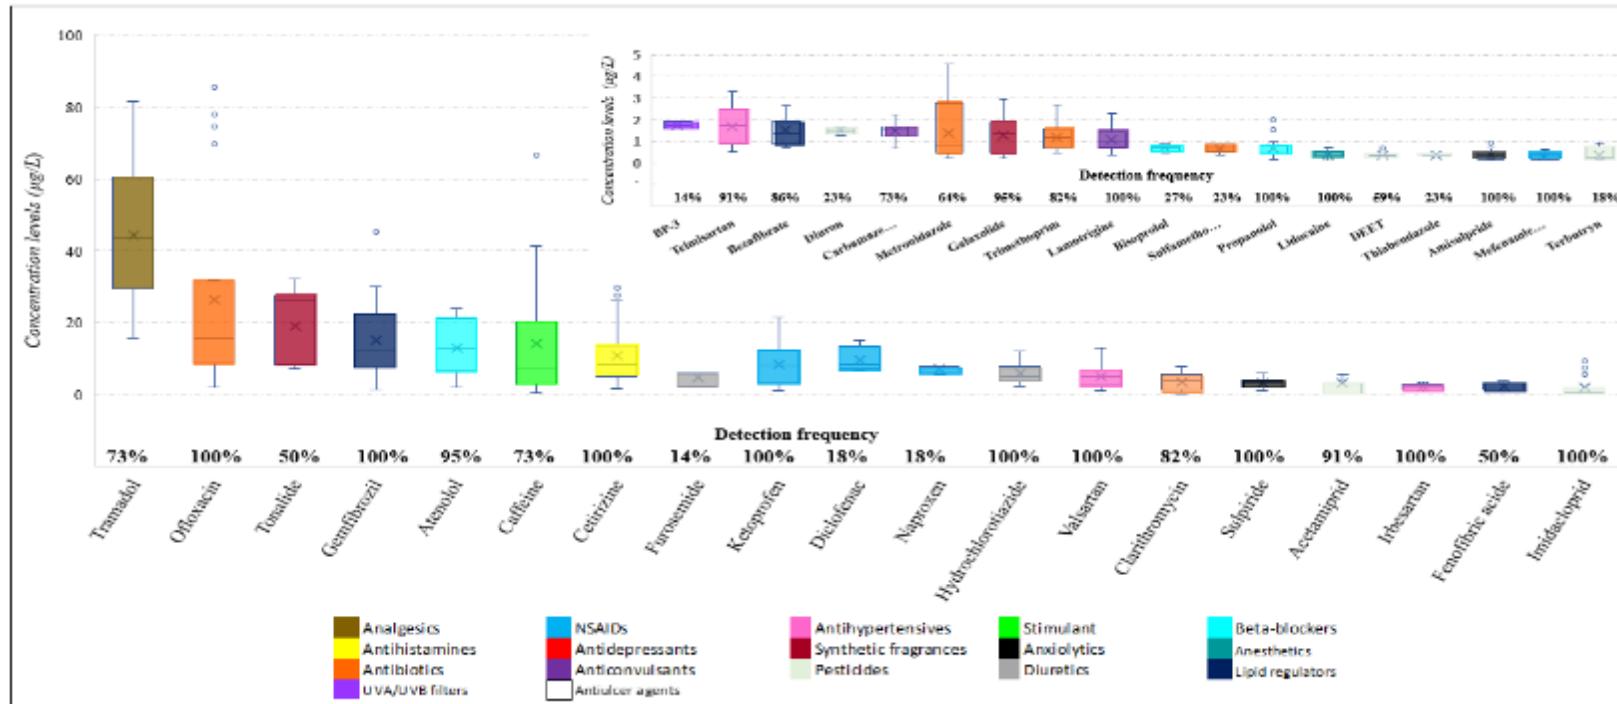 100
80
60
40
20
0
Concentration levels (µg/L)
5
4
3
2
1
0
-
Concentration levels (µg/L)
Detection frequency
14% 91% 86% 23% 73% 64% 95% 82% 100% 27% 23% 100% 100% 59% 23% 100% 100% 18%
BP-3
Telmisartan
Bezafibrate
Diuron
Carbamaze...
Metronidazole
Galaxolide
Trimethoprim
Lamotrigine
Bisoprolol
Sulfametho...
Propanolol
Lidocaine
DEET
Thiabendazole
Amisulpride
Terbutryn
Detection frequency
73% 100% 50% 100% 95% 73% 100% 14% 100% 18% 18% 100% 100% 82% 100% 91% 100% 50% 100%
Tramadol
Ofloxacin
Tonalide
Gemfibrozil
Atenolol
Caffeine
Cetirizine
Furosemide
Ketoprofen
Diclofenac
Naproxen
Hydrochlorotiazide
Valsartan
Clarithromycin
Sulpiride
Acetamiprid
Irbesartan
Fenofibric acide
Imidacloprid
Analgesics NSAIDs Antihypertensives Stimulant Beta-blockers
Antihistamines Antidepressants Synthetic fragrances Anxiolytics Anesthetics
Antibiotics Anticonvulsants Pesticides Diuretics Lipid regulators
UVA/UVB filters Antiulcer agents